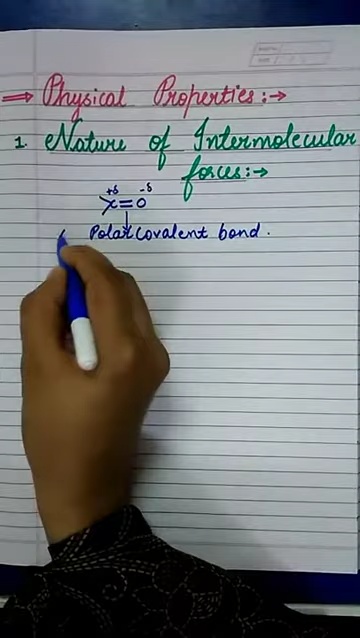 ⇒ Physical Properties:→
1. Nature of Intermolecular
forces:→
+δ -δ
>C=O
Polar covalent bond.